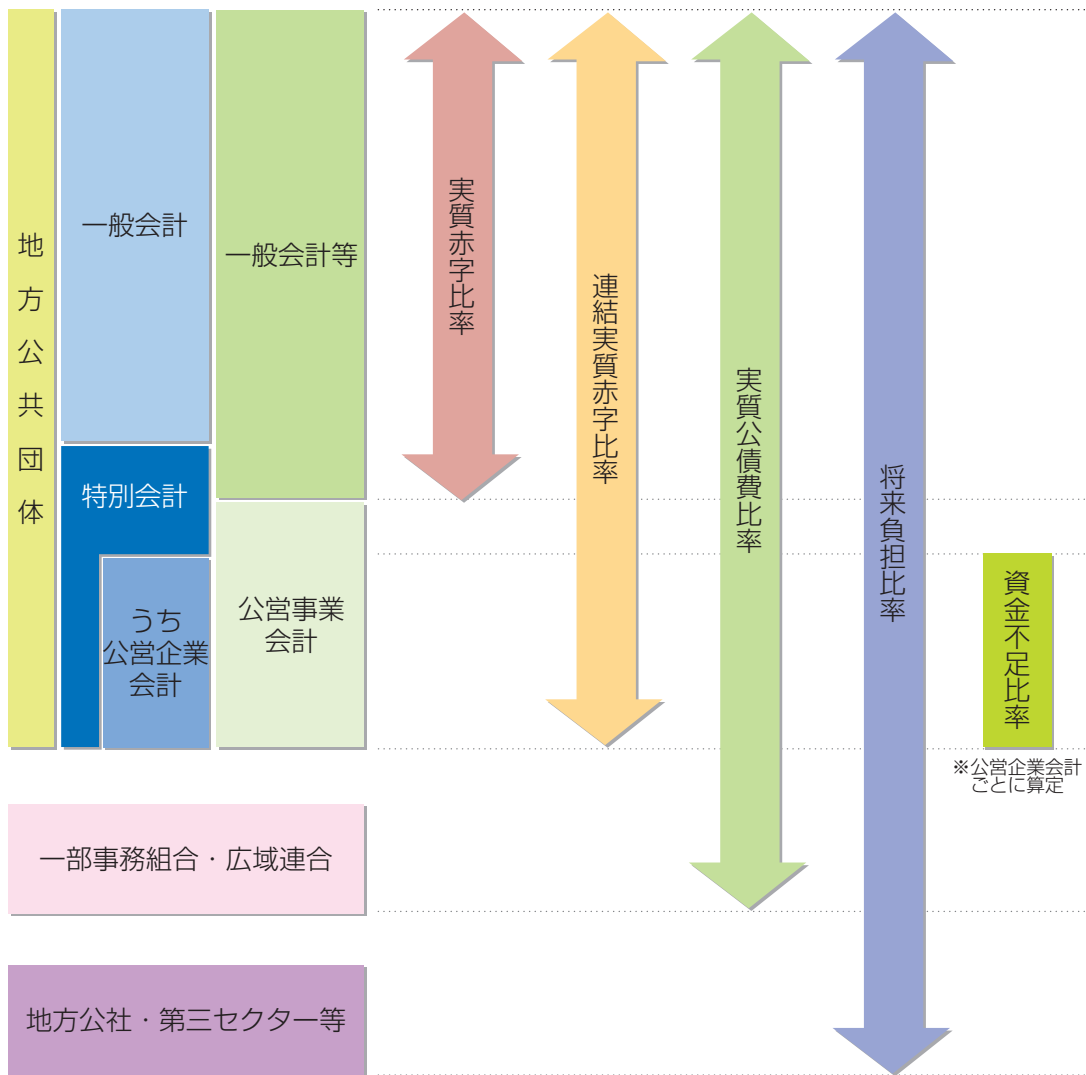 地方公共団体
一般会計
特別会計
うち
公営企業
会計
一般会計等
公営事業
会計
実質赤字比率
連結実質赤字比率
実質公債費比率
将来負担比率
資金不足比率
※公営企業会計
ごとに算定
一部事務組合・広域連合
地方公社・第三セクター等